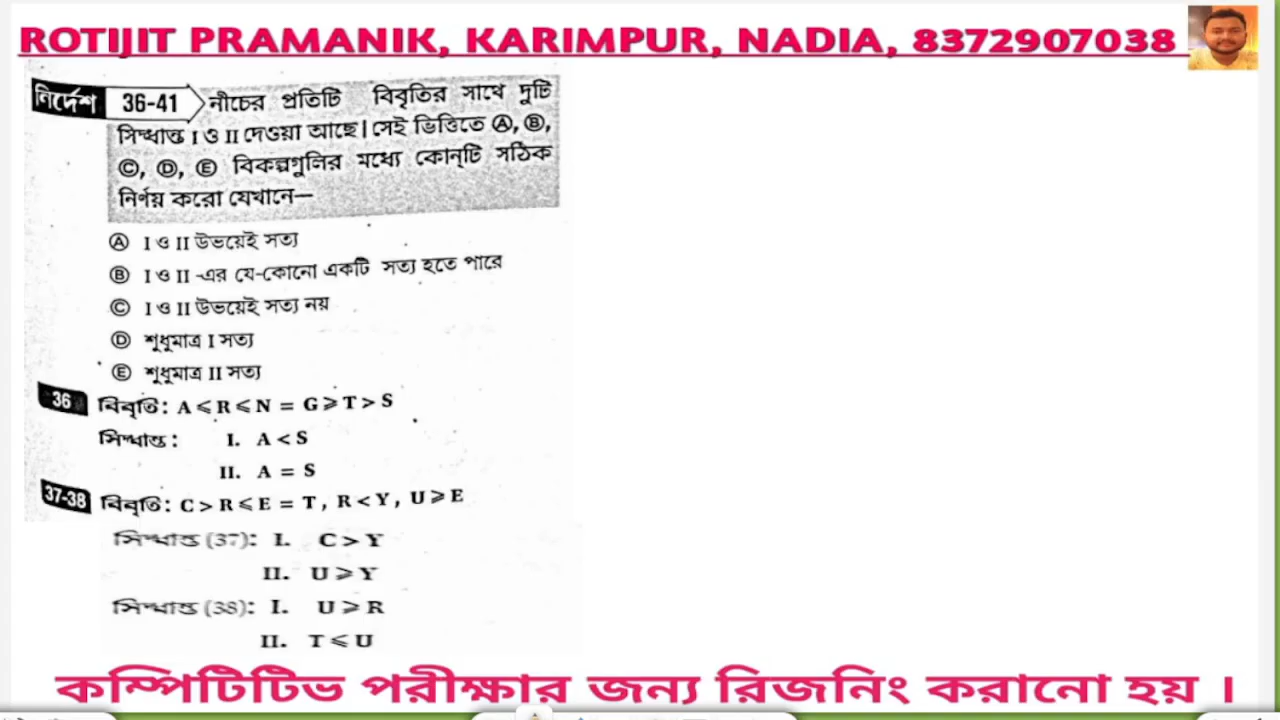 ROTIJIT PRAMANIK, KARIMPUR, NADIA, 8372907038
নির্দেশ 36-41 নীচের প্রতিটি বিবৃতির সাথে দুটি
সিদ্ধান্ত I ও II দেওয়া আছে। সেই ভিত্তিতে Ⓐ, Ⓑ,
Ⓒ, Ⓓ, Ⓔ বিকল্পগুলির মধ্যে কোন্‌টি সঠিক
নির্ণয় করো যেখানে—
Ⓐ I ও II উভয়েই সত্য
Ⓑ I ও II -এর যে-কোনো একটি সত্য হতে পারে
Ⓒ I ও II উভয়েই সত্য নয়
Ⓓ শুধুমাত্র I সত্য
Ⓔ শুধুমাত্র II সত্য
36 বিবৃতি: A ⩽ R ⩽ N = G ⩾ T > S
সিদ্ধান্ত : I. A < S
II. A = S
37-38 বিবৃতি: C > R ⩽ E = T, R < Y, U ⩾ E
সিদ্ধান্ত (37): I. C > Y
II. U ⩾ Y
সিদ্ধান্ত (38): I. U ⩾ R
II. T ⩽ U
কম্পিটিটিভ পরীক্ষার জন্য রিজনিং করানো হয় ।